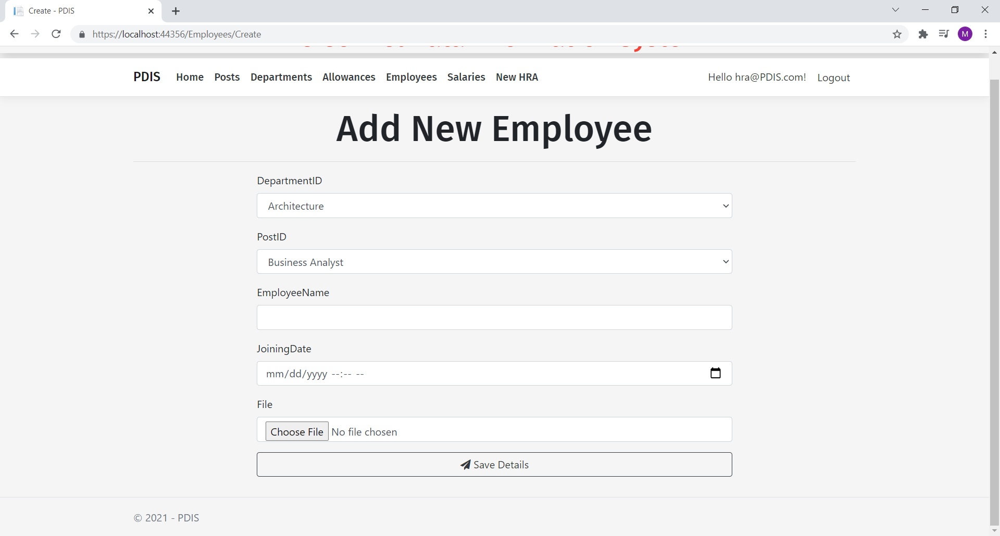 Create - PDIS
https://localhost:44356/Employees/Create
M
PDIS Home Posts Departments Allowances Employees Salaries New HRA Hello hra@PDIS.com! Logout
Add New Employee
DepartmentID
Architecture
PostID
Business Analyst
EmployeeName
JoiningDate
mm/dd/yyyy --:-- --
File
Choose File No file chosen
Save Details
© 2021 - PDIS